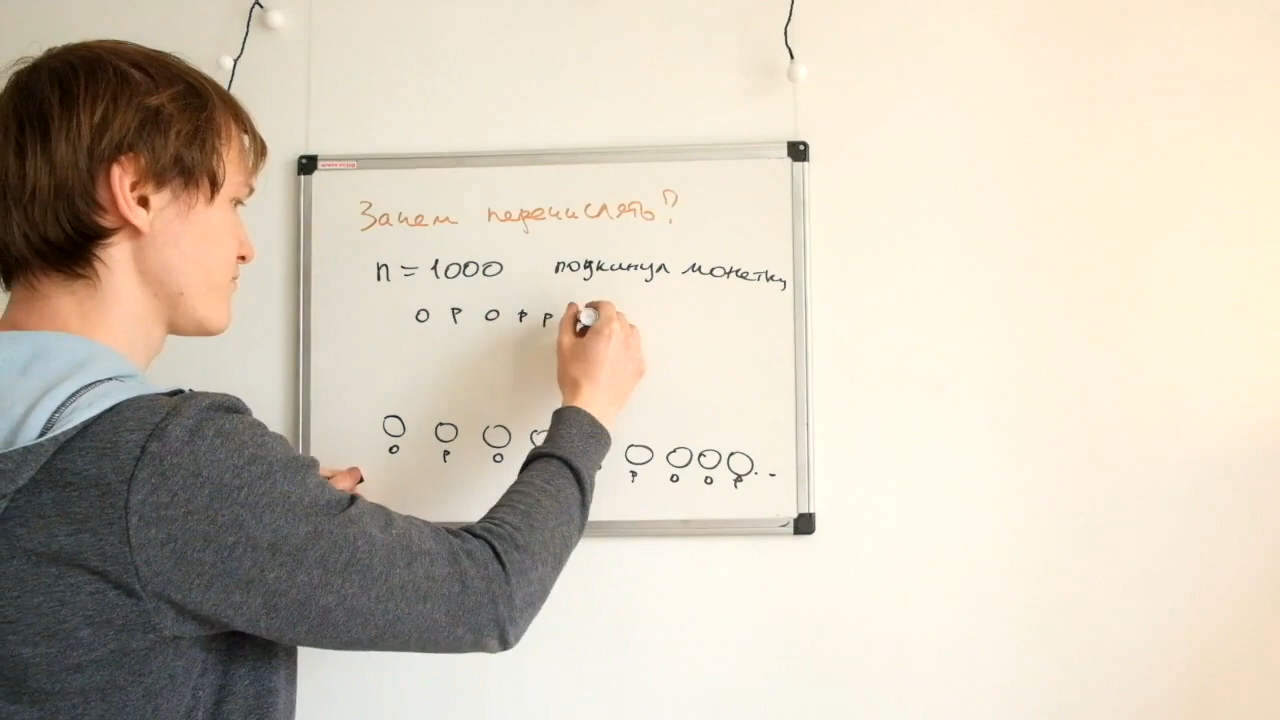 Зачем перечислять?
n = 1000 подкинул монетку
О Р О Р Р
О Р О Р О О Р . . .